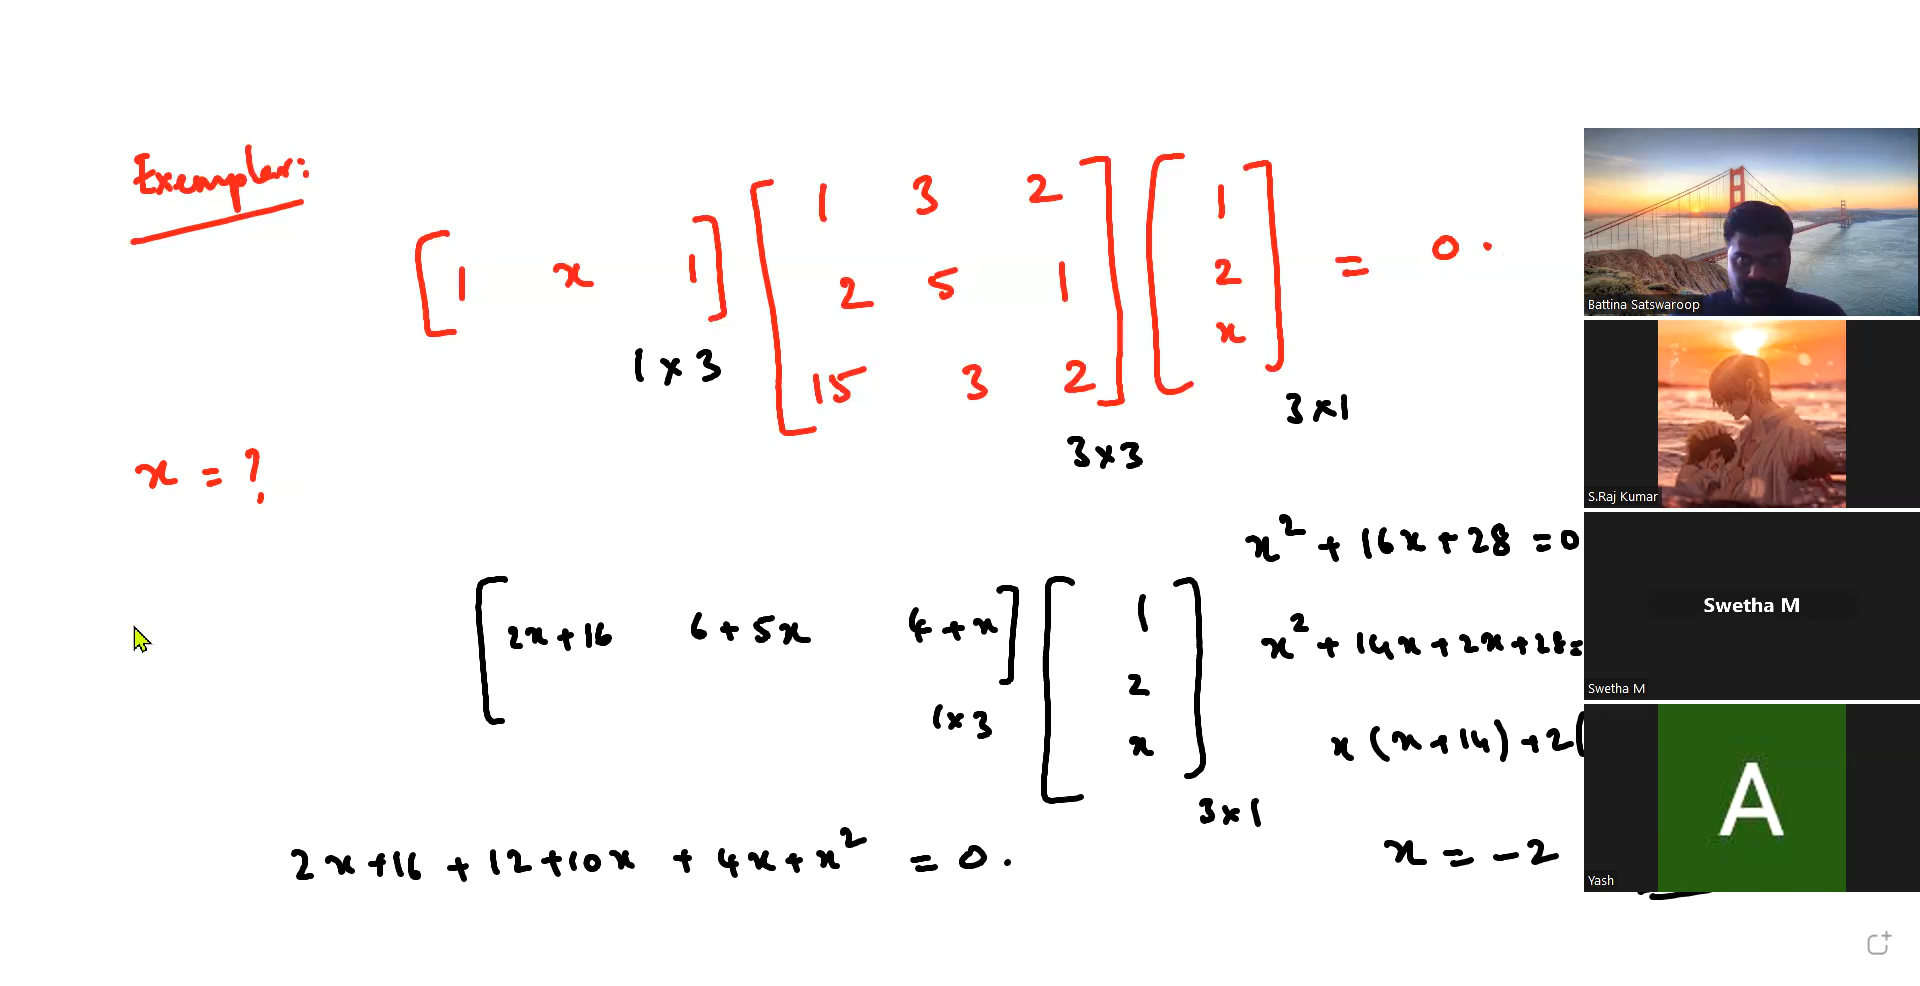 Exemplar:
[1 x 1] [1 3 2
2 5 1
15 3 2] [1
2
x] = 0.
1 x 3
3 x 3
3 x 1
x = ?
[2x+16 6+5x 4+x] [1
2
x]
1 x 3
3 x 1
2x+16 + 12+10x + 4x+x² = 0.
x² + 16x + 28 = 0
x² + 14x + 2x + 28 =
x (x+14) + 2(
x = -2
Battina Satswaroop
S.Raj Kumar
Swetha M
Swetha M
A
Yash